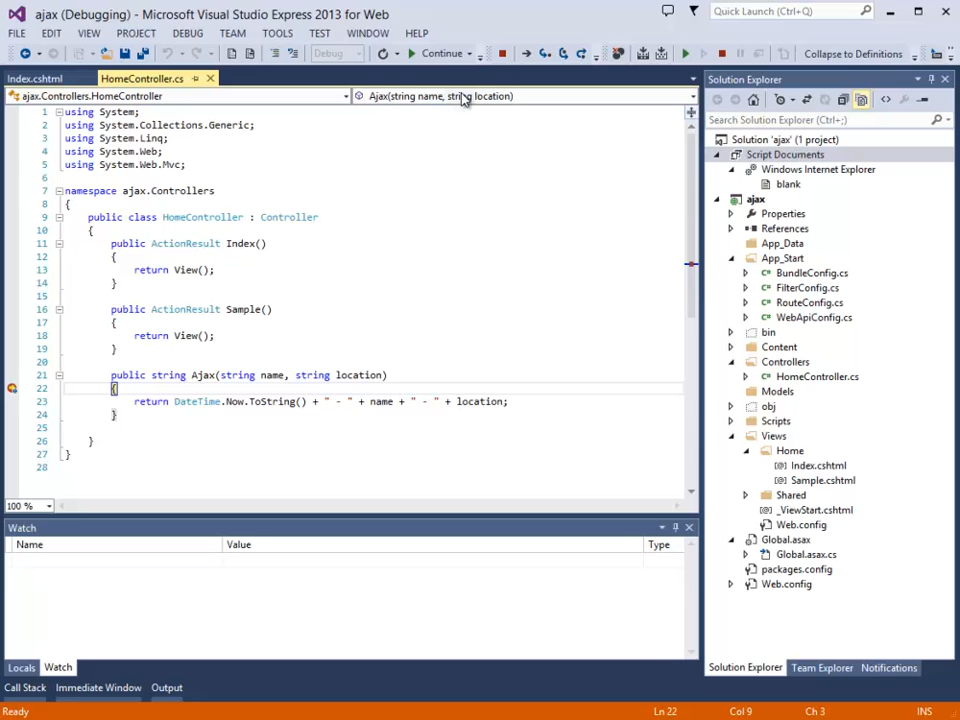 ajax (Debugging) - Microsoft Visual Studio Express 2013 for Web
Quick Launch (Ctrl+Q)
FILE EDIT VIEW PROJECT DEBUG TEAM TOOLS TEST WINDOW HELP
Debug Continue Collapse to Definitions
Index.cshtml HomeController.cs
ajax.Controllers.HomeController Ajax(string name, string location)
1 using System;
2 using System.Collections.Generic;
3 using System.Linq;
4 using System.Web;
5 using System.Web.Mvc;
6
7 namespace ajax.Controllers
8 {
9 public class HomeController : Controller
10 {
11 public ActionResult Index()
12 {
13 return View();
14 }
15
16 public ActionResult Sample()
17 {
18 return View();
19 }
20
21 public string Ajax(string name, string location)
22 {
23 return DateTime.Now.ToString() + " - " + name + " - " + location;
24 }
25
26 }
27 }
28
100 %
Watch
Name Value Type
Locals Watch
Call Stack Immediate Window Output
Solution Explorer
Search Solution Explorer (Ctrl+;)
Solution 'ajax' (1 project)
Script Documents
Windows Internet Explorer
blank
ajax
Properties
References
App_Data
App_Start
BundleConfig.cs
FilterConfig.cs
RouteConfig.cs
WebApiConfig.cs
bin
Content
Controllers
HomeController.cs
Models
obj
Scripts
Views
Home
Index.cshtml
Sample.cshtml
Shared
_ViewStart.cshtml
Web.config
Global.asax
Global.asax.cs
packages.config
Web.config
Solution Explorer Team Explorer Notifications
Ready Ln 22 Col 9 Ch 3 INS